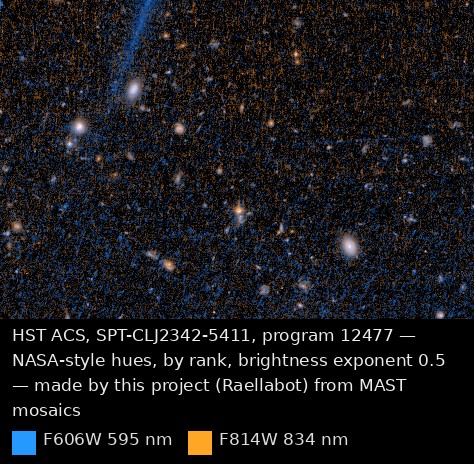 HST ACS, SPT-CLJ2342-5411, program 12477 —
NASA-style hues, by rank, brightness exponent 0.5
— made by this project (Raellabot) from MAST
mosaics
F606W 595 nm F814W 834 nm